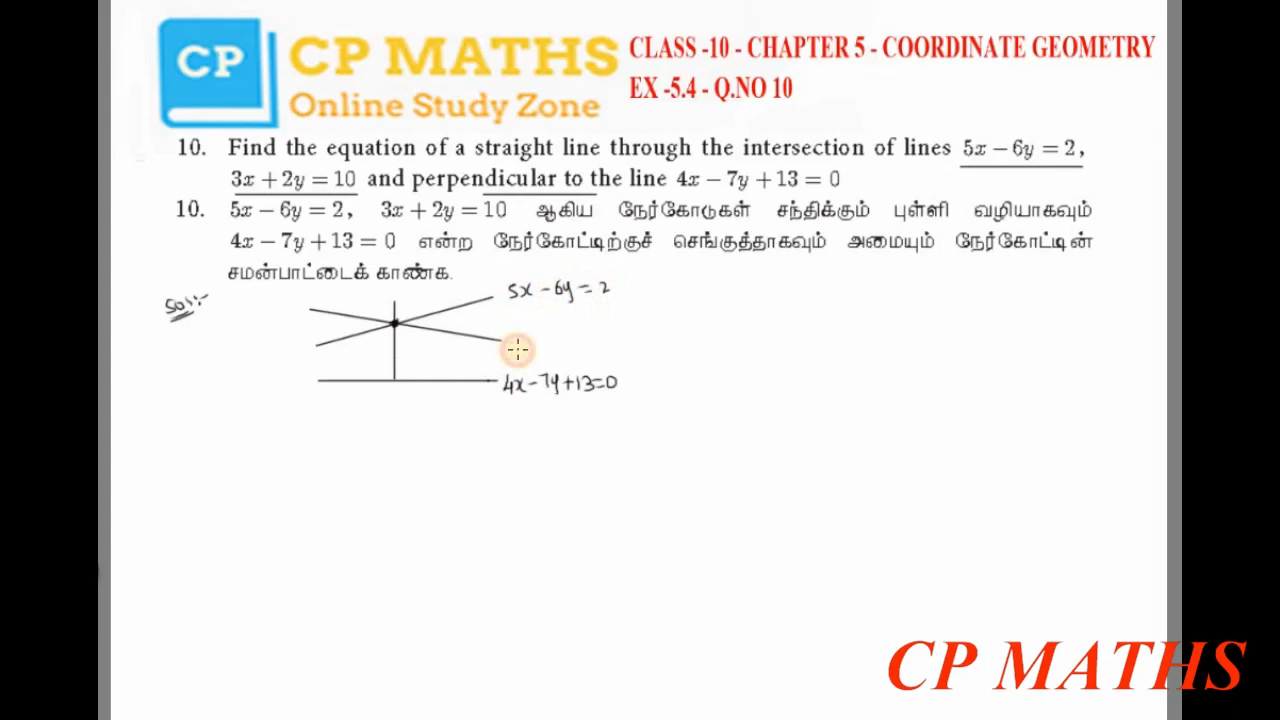 CP
CP MATHS
Online Study Zone
CLASS -10 - CHAPTER 5 - COORDINATE GEOMETRY
EX -5.4 - Q.NO 10
10. Find the equation of a straight line through the intersection of lines 5x − 6y = 2,
3x + 2y = 10 and perpendicular to the line 4x − 7y + 13 = 0
10. 5x − 6y = 2, 3x + 2y = 10 ஆகிய நேர்கோடுகள் சந்திக்கும் புள்ளி வழியாகவும்
4x − 7y + 13 = 0 என்ற நேர்கோட்டிற்குச் செங்குத்தாகவும் அமையும் நேர்கோட்டின்
சமன்பாட்டைக் காண்க.
Sol:-
5x - 6y = 2
4x - 7y + 13 = 0
CP MATHS